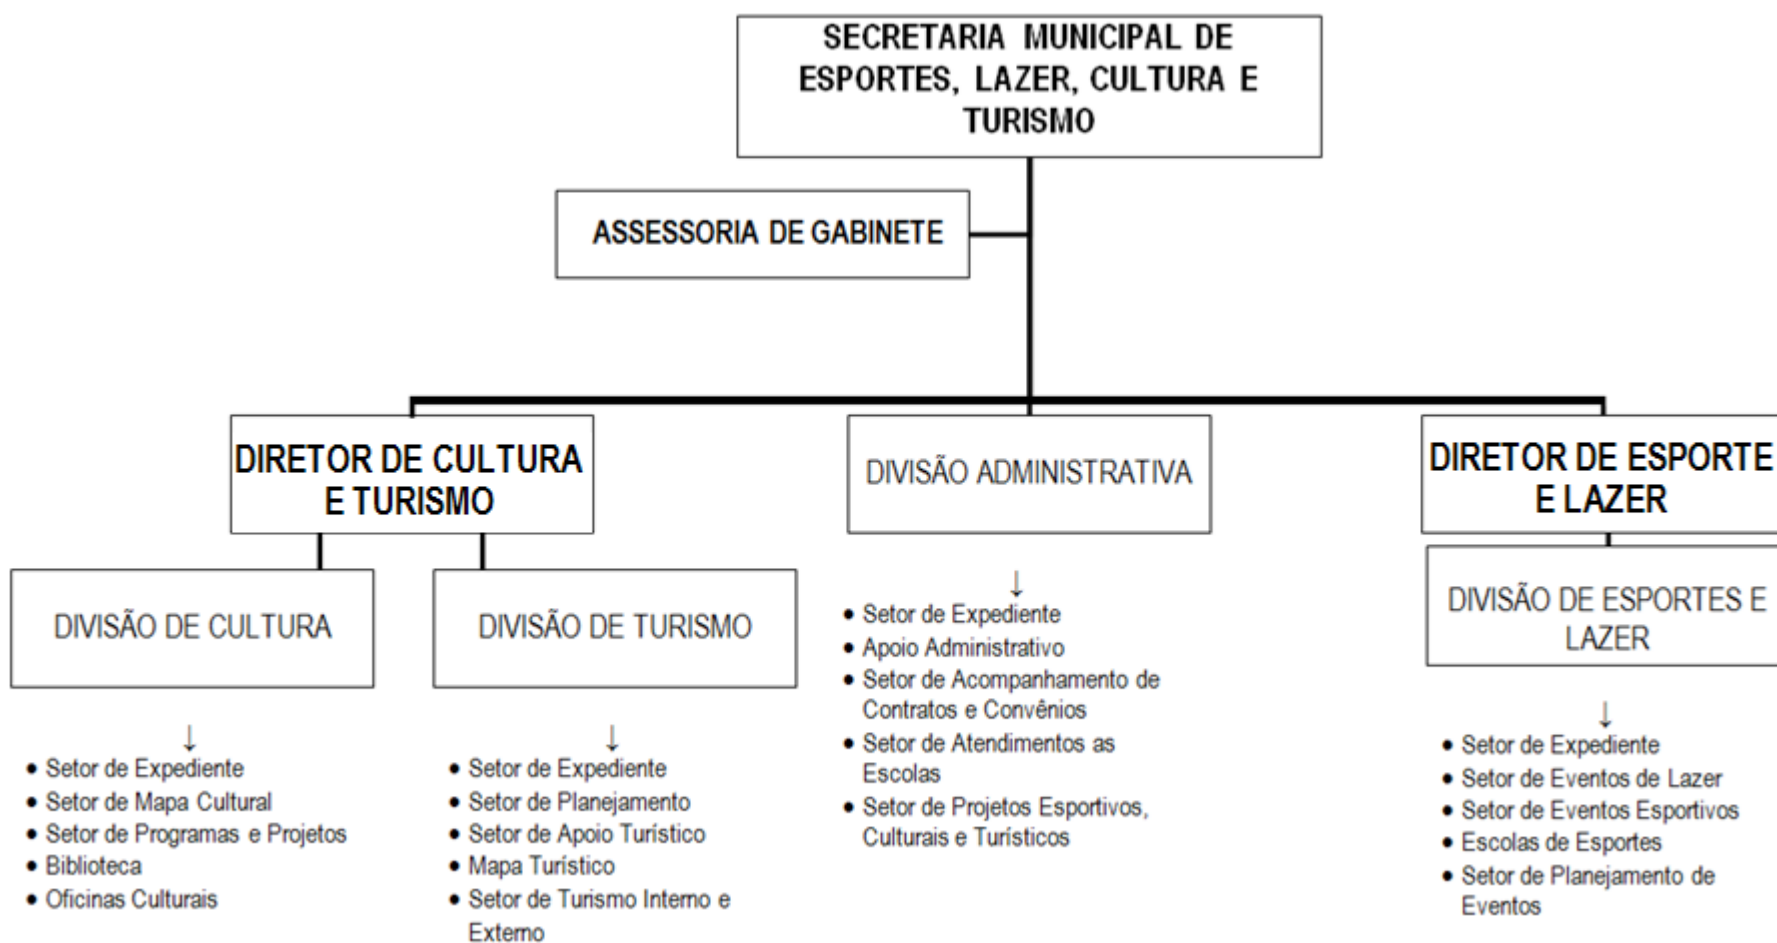 SECRETARIA MUNICIPAL DE
ESPORTES, LAZER, CULTURA E
TURISMO
ASSESSORIA DE GABINETE
DIRETOR DE CULTURA
E TURISMO
DIVISÃO ADMINISTRATIVA
DIRETOR DE ESPORTE
E LAZER
DIVISÃO DE CULTURA
DIVISÃO DE TURISMO
DIVISÃO DE ESPORTES E
LAZER
↓
• Setor de Expediente
• Setor de Mapa Cultural
• Setor de Programas e Projetos
• Biblioteca
• Oficinas Culturais
↓
• Setor de Expediente
• Setor de Planejamento
• Setor de Apoio Turístico
• Mapa Turístico
• Setor de Turismo Interno e
Externo
↓
• Setor de Expediente
• Apoio Administrativo
• Setor de Acompanhamento de
Contratos e Convênios
• Setor de Atendimentos as
Escolas
• Setor de Projetos Esportivos,
Culturais e Turísticos
↓
• Setor de Expediente
• Setor de Eventos de Lazer
• Setor de Eventos Esportivos
• Escolas de Esportes
• Setor de Planejamento de
Eventos